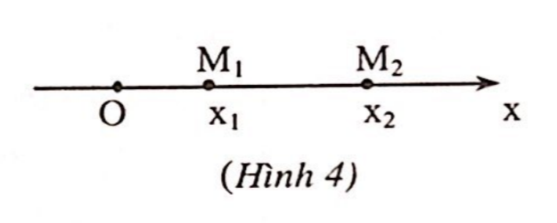 M₁ M₂
O x₁ x₂ x
(Hình 4)